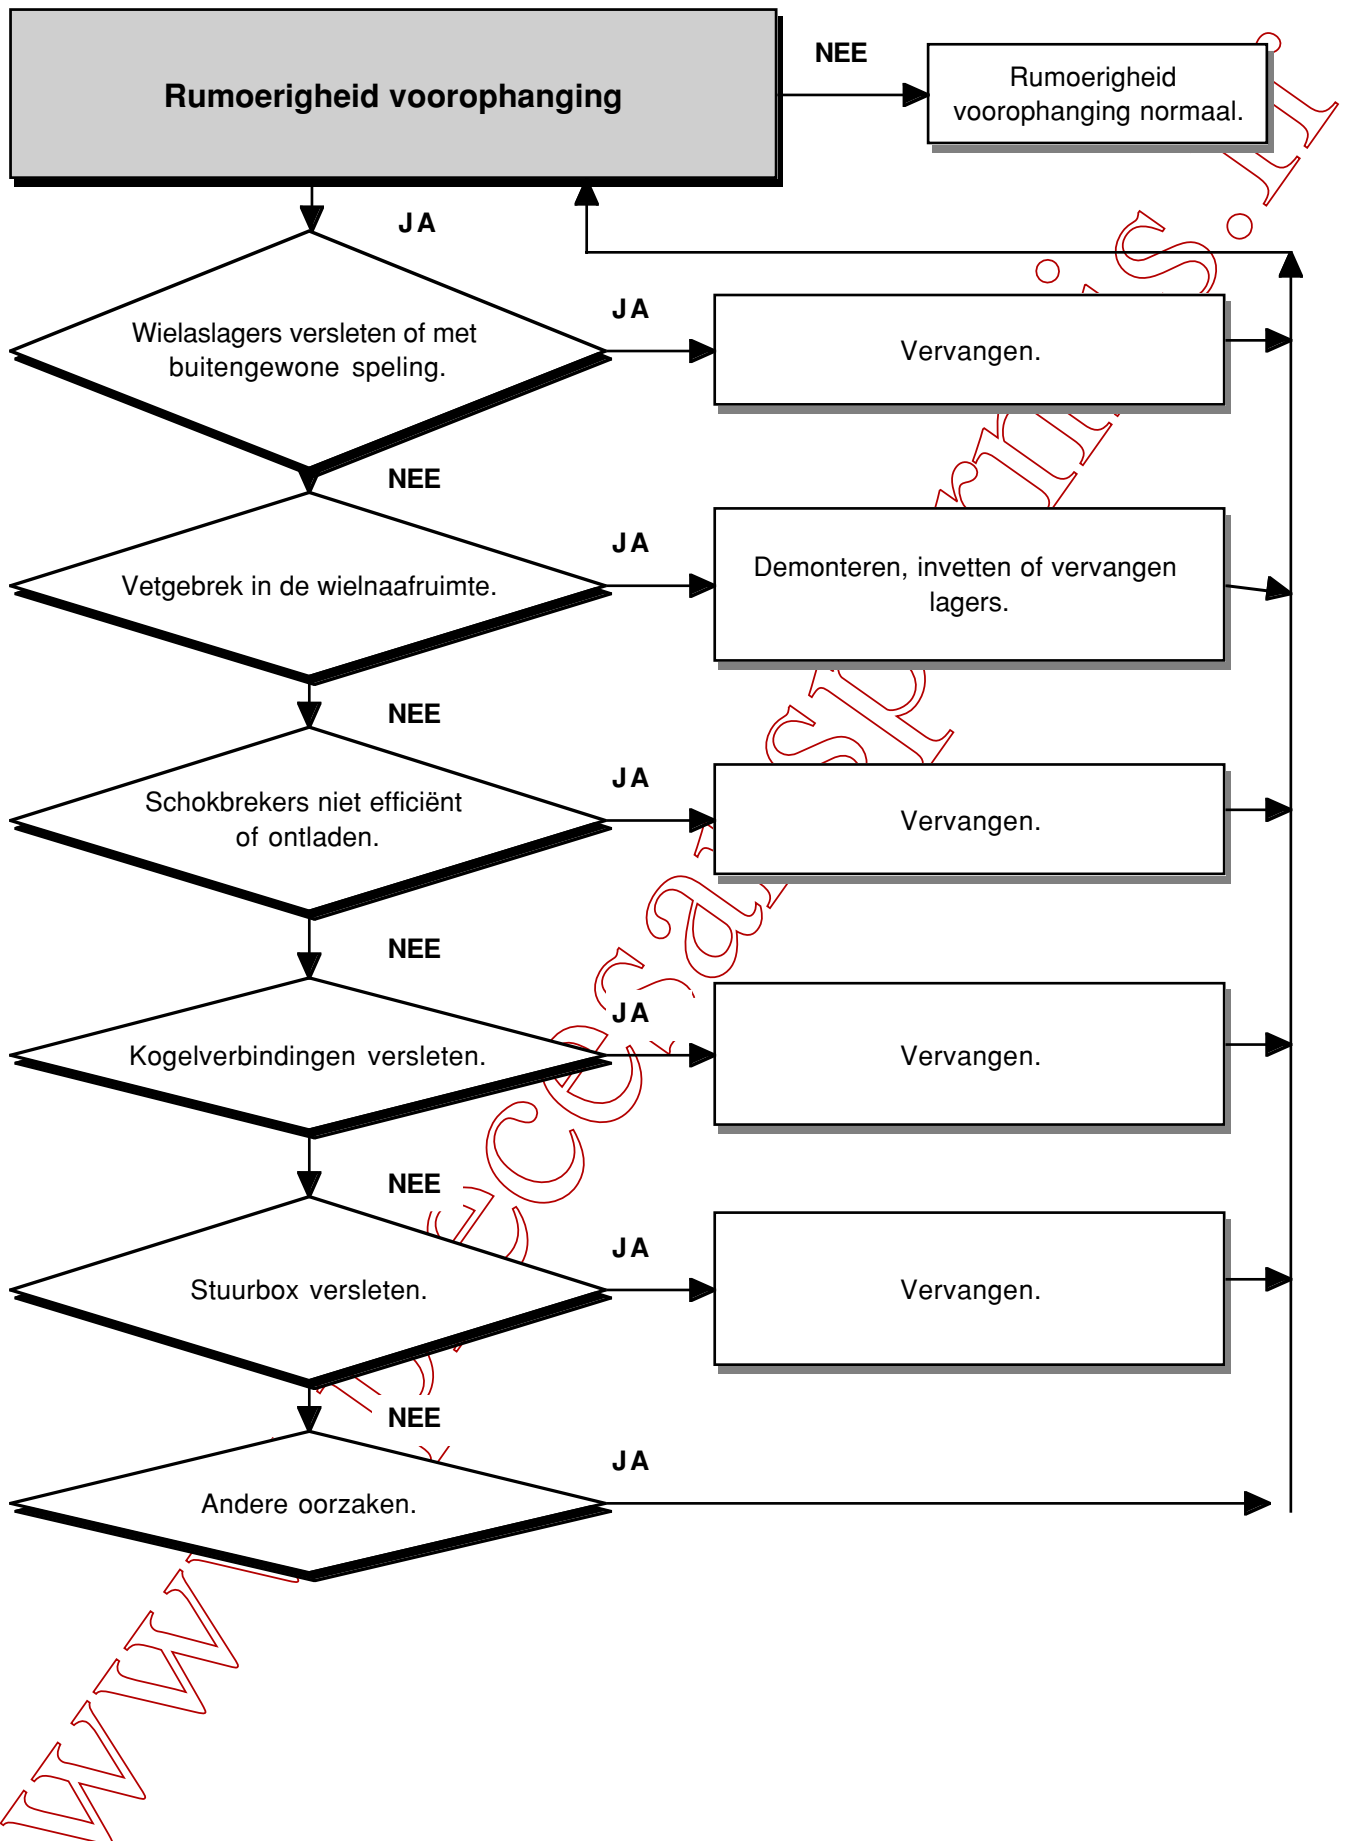 Rumoerigheid voorophanging
NEE
Rumoerigheid
voorophanging normaal.
JA
Wielaslagers versleten of met
buitengewone speling.
JA
Vervangen.
NEE
Vetgebrek in de wielnaafruimte.
JA
Demonteren, invetten of vervangen
lagers.
NEE
Schokbrekers niet efficiënt
of ontladen.
JA
Vervangen.
NEE
Kogelverbindingen versleten.
JA
Vervangen.
NEE
Stuurbox versleten.
JA
Vervangen.
NEE
Andere oorzaken.
JA